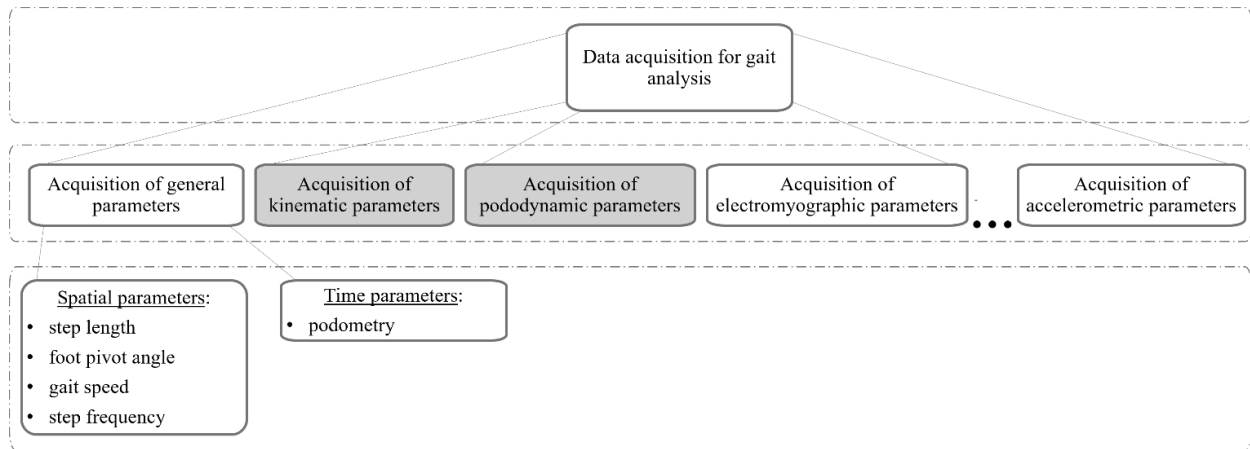 Data acquisition for gait
analysis
Acquisition of general
parameters
Acquisition of
kinematic parameters
Acquisition of
pododynamic parameters
Acquisition of
electromyographic parameters
...
Acquisition of
accelerometric parameters
Spatial parameters:
• step length
• foot pivot angle
• gait speed
• step frequency
Time parameters:
• podometry